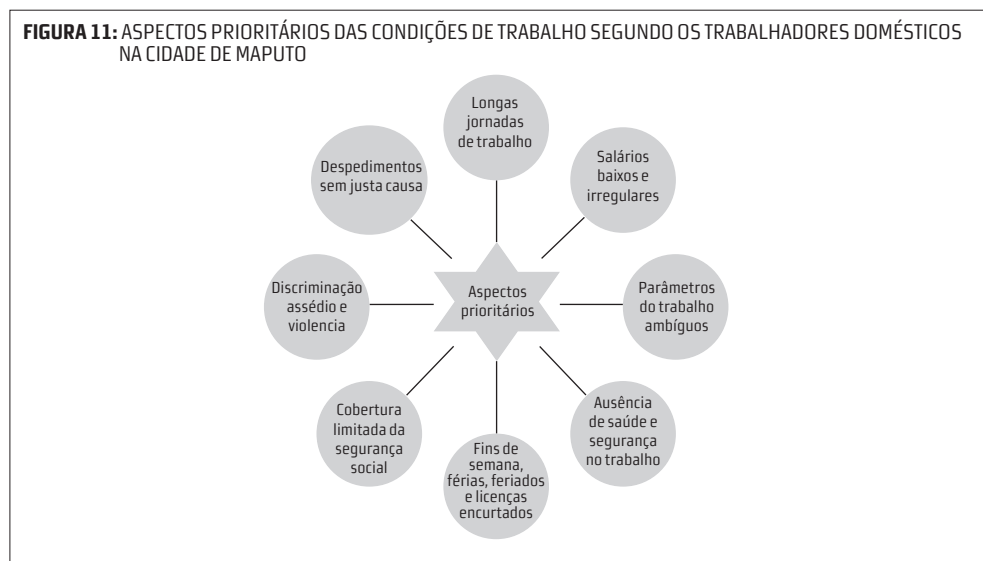 FIGURA 11: ASPECTOS PRIORITÁRIOS DAS CONDIÇÕES DE TRABALHO SEGUNDO OS TRABALHADORES DOMÉSTICOS
NA CIDADE DE MAPUTO
Longas
jornadas
de trabalho
Salários
baixos e
irregulares
Parâmetros
do trabalho
ambíguos
Ausência
de saúde e
segurança
no trabalho
Fins de
semana,
férias, feriados
e licenças
encurtados
Cobertura
limitada da
segurança
social
Discriminação
assédio e
violencia
Despedimentos
sem justa causa
Aspectos
prioritários